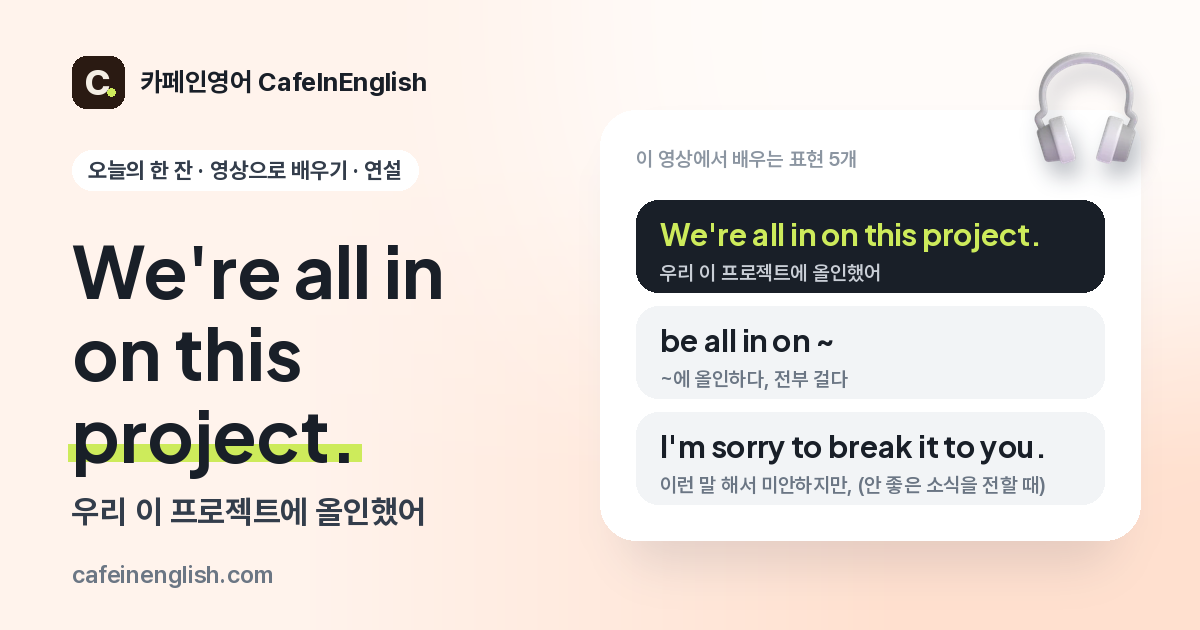 C.
카페인영어 CafeInEnglish
오늘의 한 잔 · 영상으로 배우기 · 연설
We're all in
on this
project.
우리 이 프로젝트에 올인했어
cafeinenglish.com
이 영상에서 배우는 표현 5개
We're all in on this project.
우리 이 프로젝트에 올인했어
be all in on ~
~에 올인하다, 전부 걸다
I'm sorry to break it to you.
이런 말 해서 미안하지만, (안 좋은 소식을 전할 때)